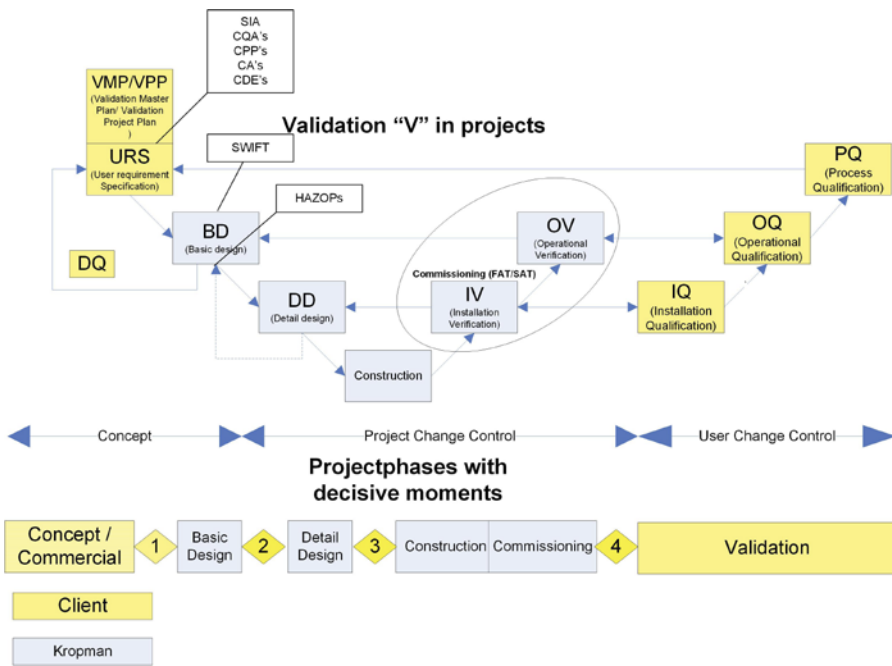 SIA
CQA's
CPP's
CA's
CDE's
VMP/VPP
(Validation Master
Plan/ Validation
Project Plan
)
Validation “V” in projects
URS
(User requirement
Specification)
SWIFT
PQ
(Process
Qualification)
HAZOPs
BD
(Basic design)
OV
(Operational
Verification)
OQ
(Operational
Qualification)
DQ
Commissioning (FAT/SAT)
DD
(Detail design)
IV
(Installation
Verification)
IQ
(Installation
Qualification)
Construction
Concept
Project Change Control
User Change Control
Projectphases with
decisive moments
Concept /
Commercial
1
Basic
Design
2
Detail
Design
3
Construction
Commissioning
4
Validation
Client
Kropman